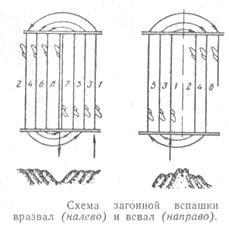 2 4 6 8 7 5 3 1
5 3 1 2 4 6
Схема загонной вспашки
вразвал (налево) и всвал (направо).